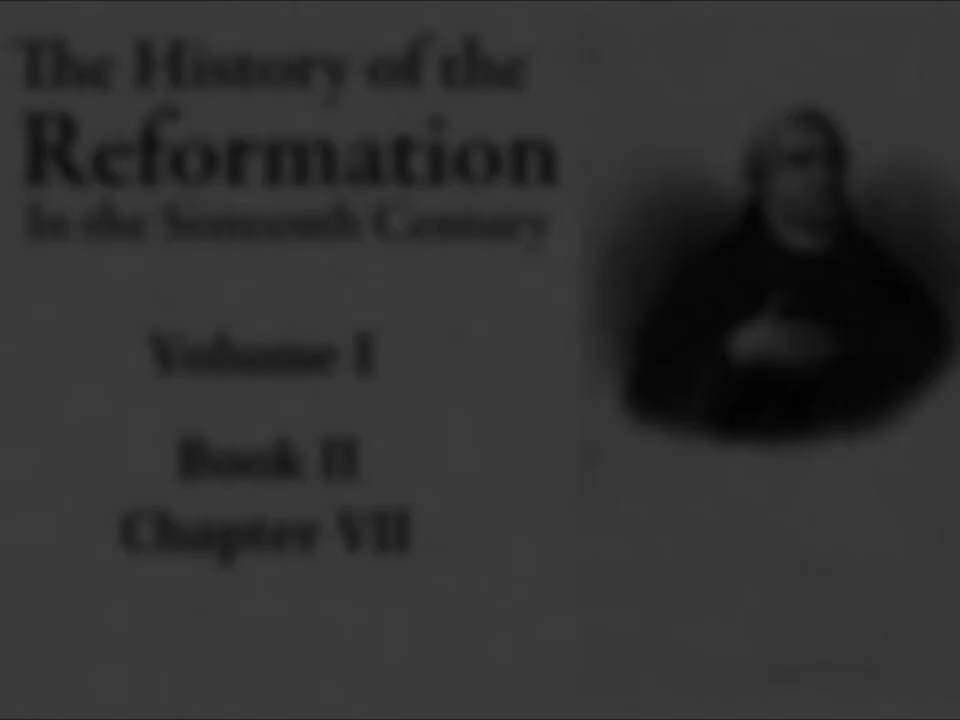 The History of the
Reformation
In the Sixteenth Century
Volume I
Book II
Chapter VII